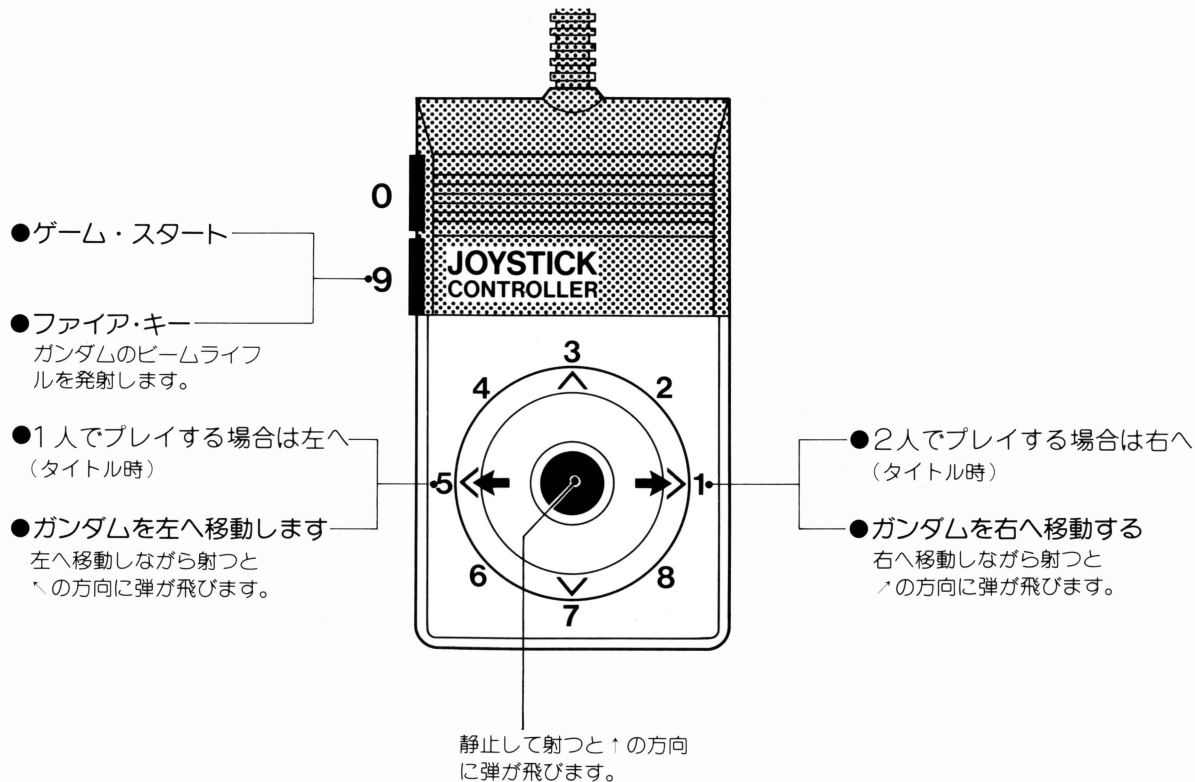 0
●ゲーム・スタート
9
JOYSTICK
CONTROLLER
●ファイア・キー
ガンダムのビームライフ
ルを発射します。
3
4
2
●1人でプレイする場合は左へ
(タイトル時)
5
1
●2人でプレイする場合は右へ
(タイトル時)
●ガンダムを左へ移動します
左へ移動しながら射つと
↖の方向に弾が飛びます。
●ガンダムを右へ移動する
右へ移動しながら射つと
↗の方向に弾が飛びます。
6
8
7
静止して射つと↑の方向
に弾が飛びます。